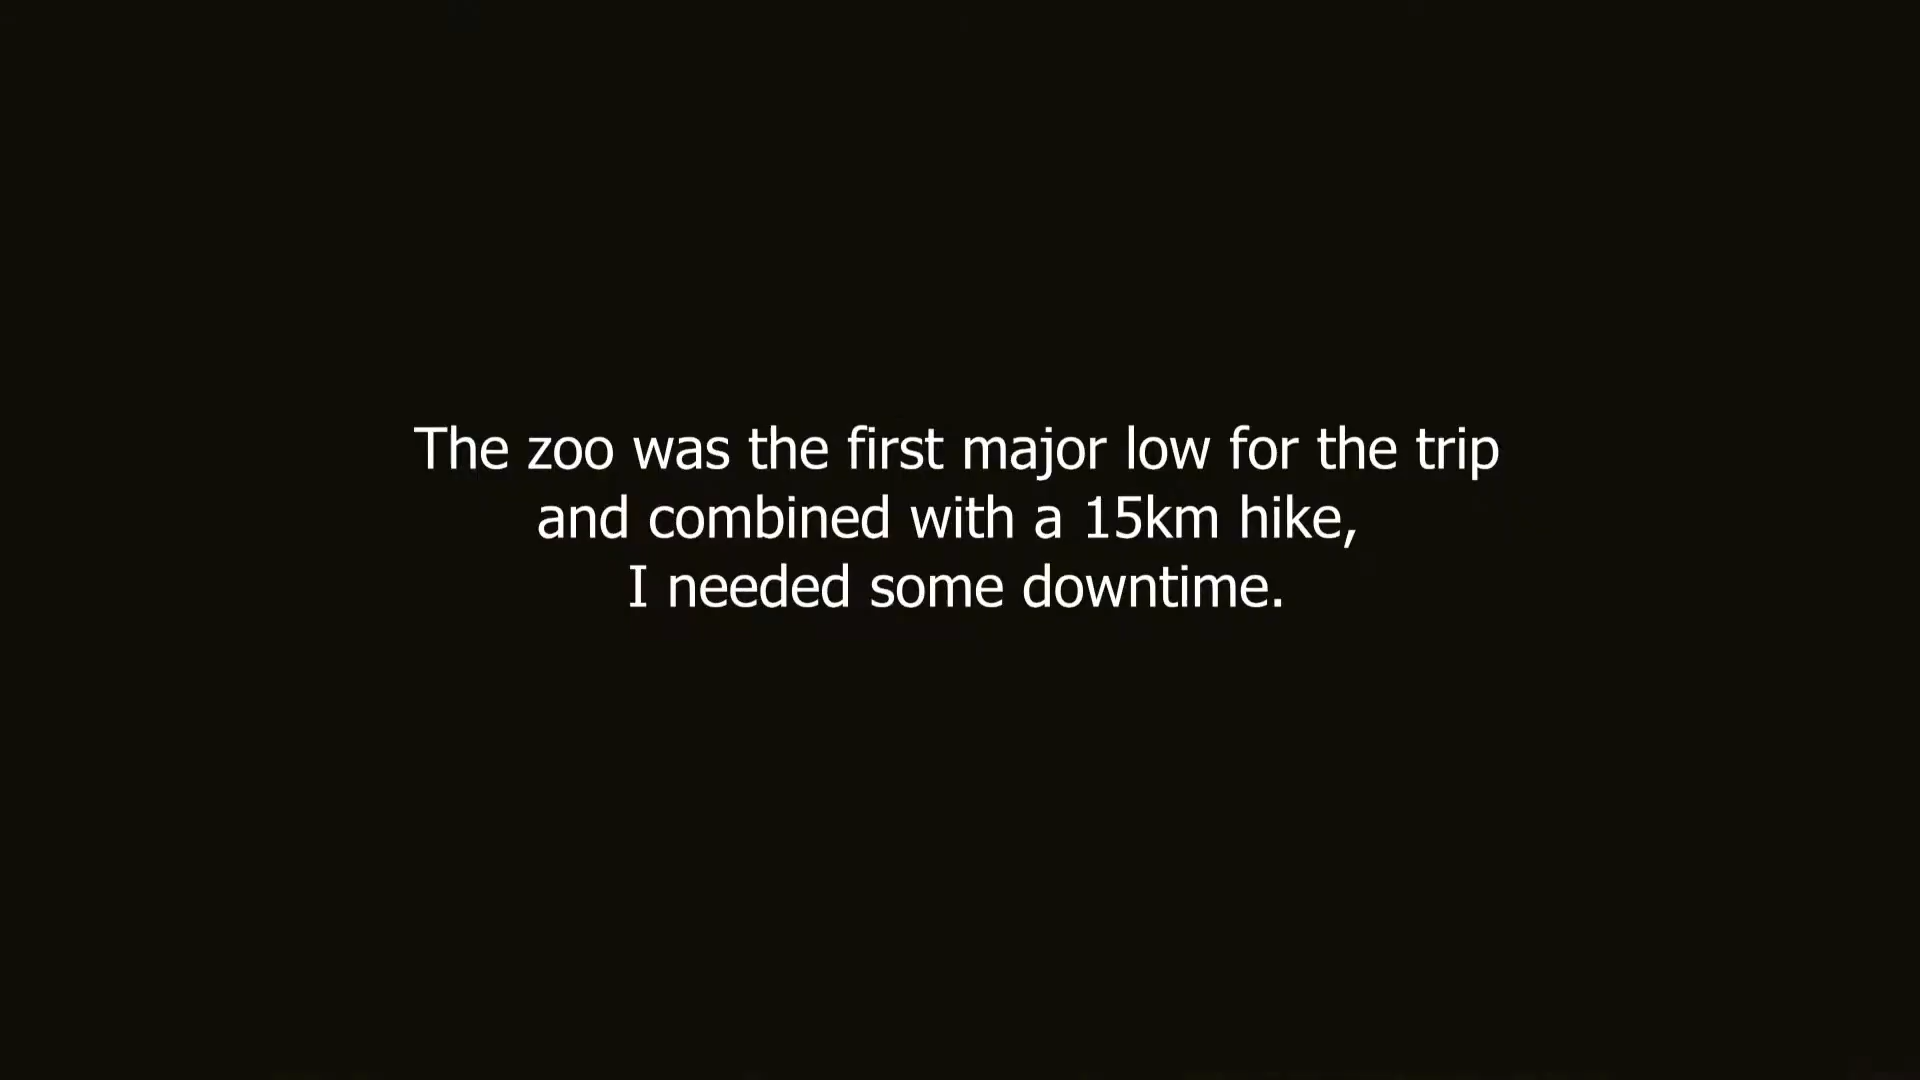 The zoo was the first major low for the trip
and combined with a 15km hike,
I needed some downtime.